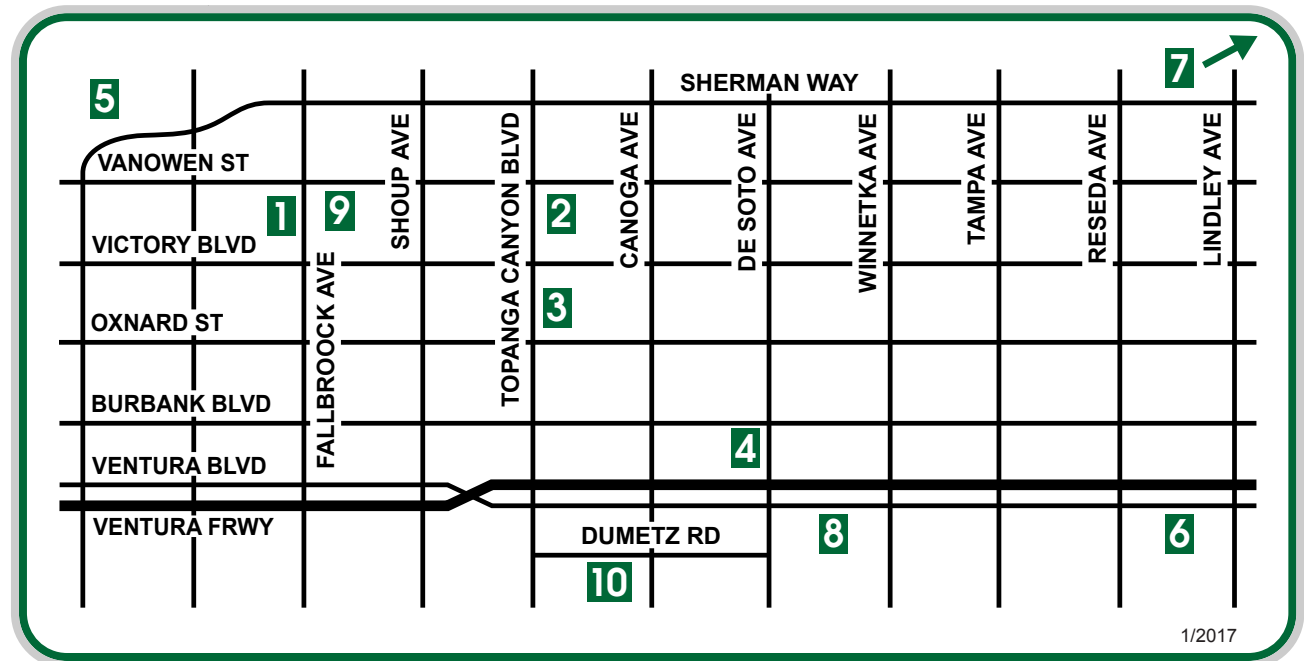 7
SHERMAN WAY
5
VANOWEN ST
SHOUP AVE
TOPANGA CANYON BLVD
CANOGA AVE
DE SOTO AVE
WINNETKA AVE
TAMPA AVE
RESEDA AVE
LINDLEY AVE
1
9
2
VICTORY BLVD
FALLBROOCK AVE
3
OXNARD ST
BURBANK BLVD
4
VENTURA BLVD
VENTURA FRWY
DUMETZ RD
8
6
10
1/2017